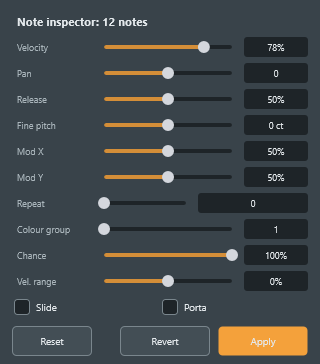 Note inspector: 12 notes
Velocity 78%
Pan 0
Release 50%
Fine pitch 0 ct
Mod X 50%
Mod Y 50%
Repeat 0
Colour group 1
Chance 100%
Vel. range 0%
Slide Porta
Reset Revert Apply